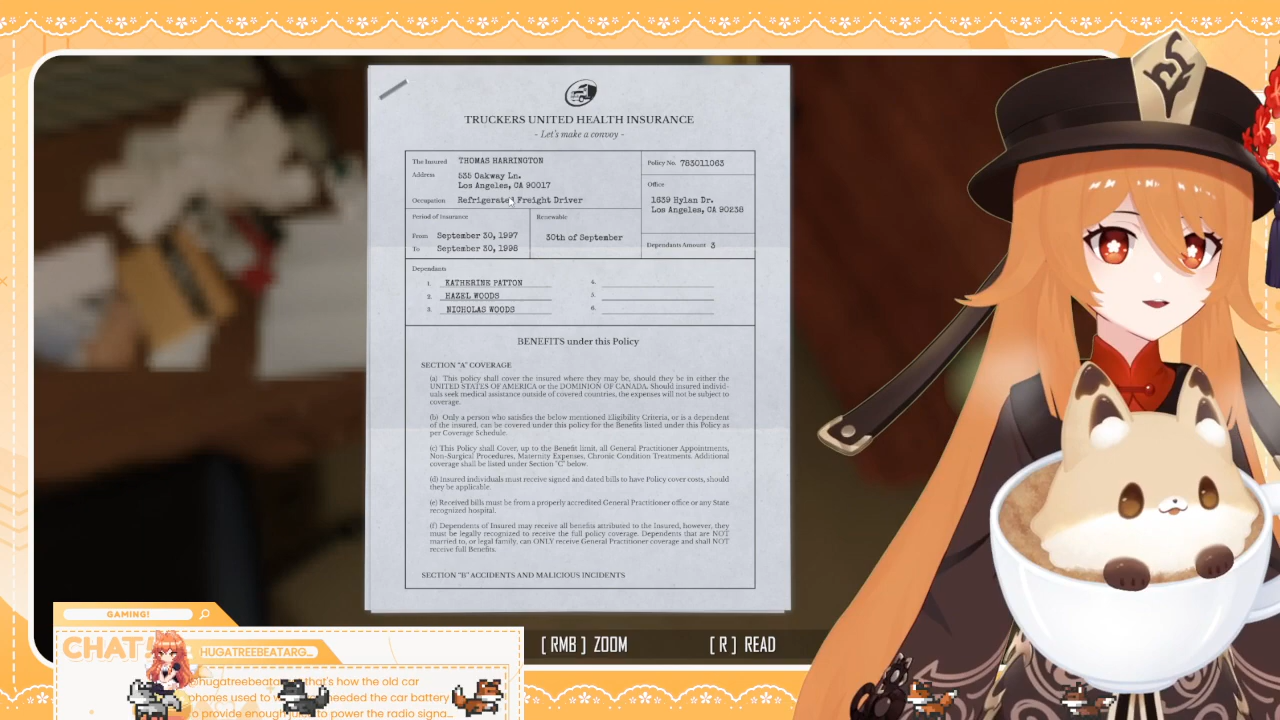 TRUCKERS UNITED HEALTH INSURANCE
- Let's make a convoy -
The Insured THOMAS HARRINGTON
Address 535 Oakway Ln.
Los Angeles, CA 90017
Occupation Refrigerated Freight Driver
Policy No. 783011063
Office
1639 Hylan Dr.
Los Angeles, CA 90238
Period of Insurance
From September 30, 1997
To September 30, 1998
Renewable
30th of September
Dependants Amount 3
Dependants
1. KATHERINE PATTON
2. HAZEL WOODS
3. NICHOLAS WOODS
4.
5.
6.
BENEFITS under this Policy
SECTION "A" COVERAGE
(a) This policy shall cover the insured where they may be, should they be in either the
UNITED STATES OF AMERICA or the DOMINION OF CANADA. Should insured individ-
uals seek medical assistance outside of covered countries, the expenses will not be subject to
coverage.
(b) Only a person who satisfies the below mentioned Eligibility Criteria, or is a dependent
of the insured, can be covered under this policy for the Benefits listed under this Policy as
per Coverage Schedule.
(c) This Policy shall Cover, up to the Benefit limit, all General Practitioner Appointments,
Non-Surgical Procedures, Maternity Expenses, Chronic Condition Treatments. Additional
coverage shall be listed under Section "C" below.
(d) Insured individuals must receive signed and dated bills to have Policy cover costs, should
they be applicable.
(e) Received bills must be from a properly accredited General Practitioner office or any State
recognized hospital.
(f) Dependents of Insured may receive all benefits attributed to the Insured, however, they
must be legally recognized to receive the full policy coverage. Dependents that are NOT
married to, or legal family, can ONLY receive General Practitioner coverage and shall NOT
receive full Benefits.
SECTION "B" ACCIDENTS AND MALICIOUS INCIDENTS
[ RMB ] ZOOM
[ R ] READ
GAMING!
CHAT
HUGATREEBEATARG...
that's how the old car
phones used to needed the car battery
to provide enough to power the radio signa...